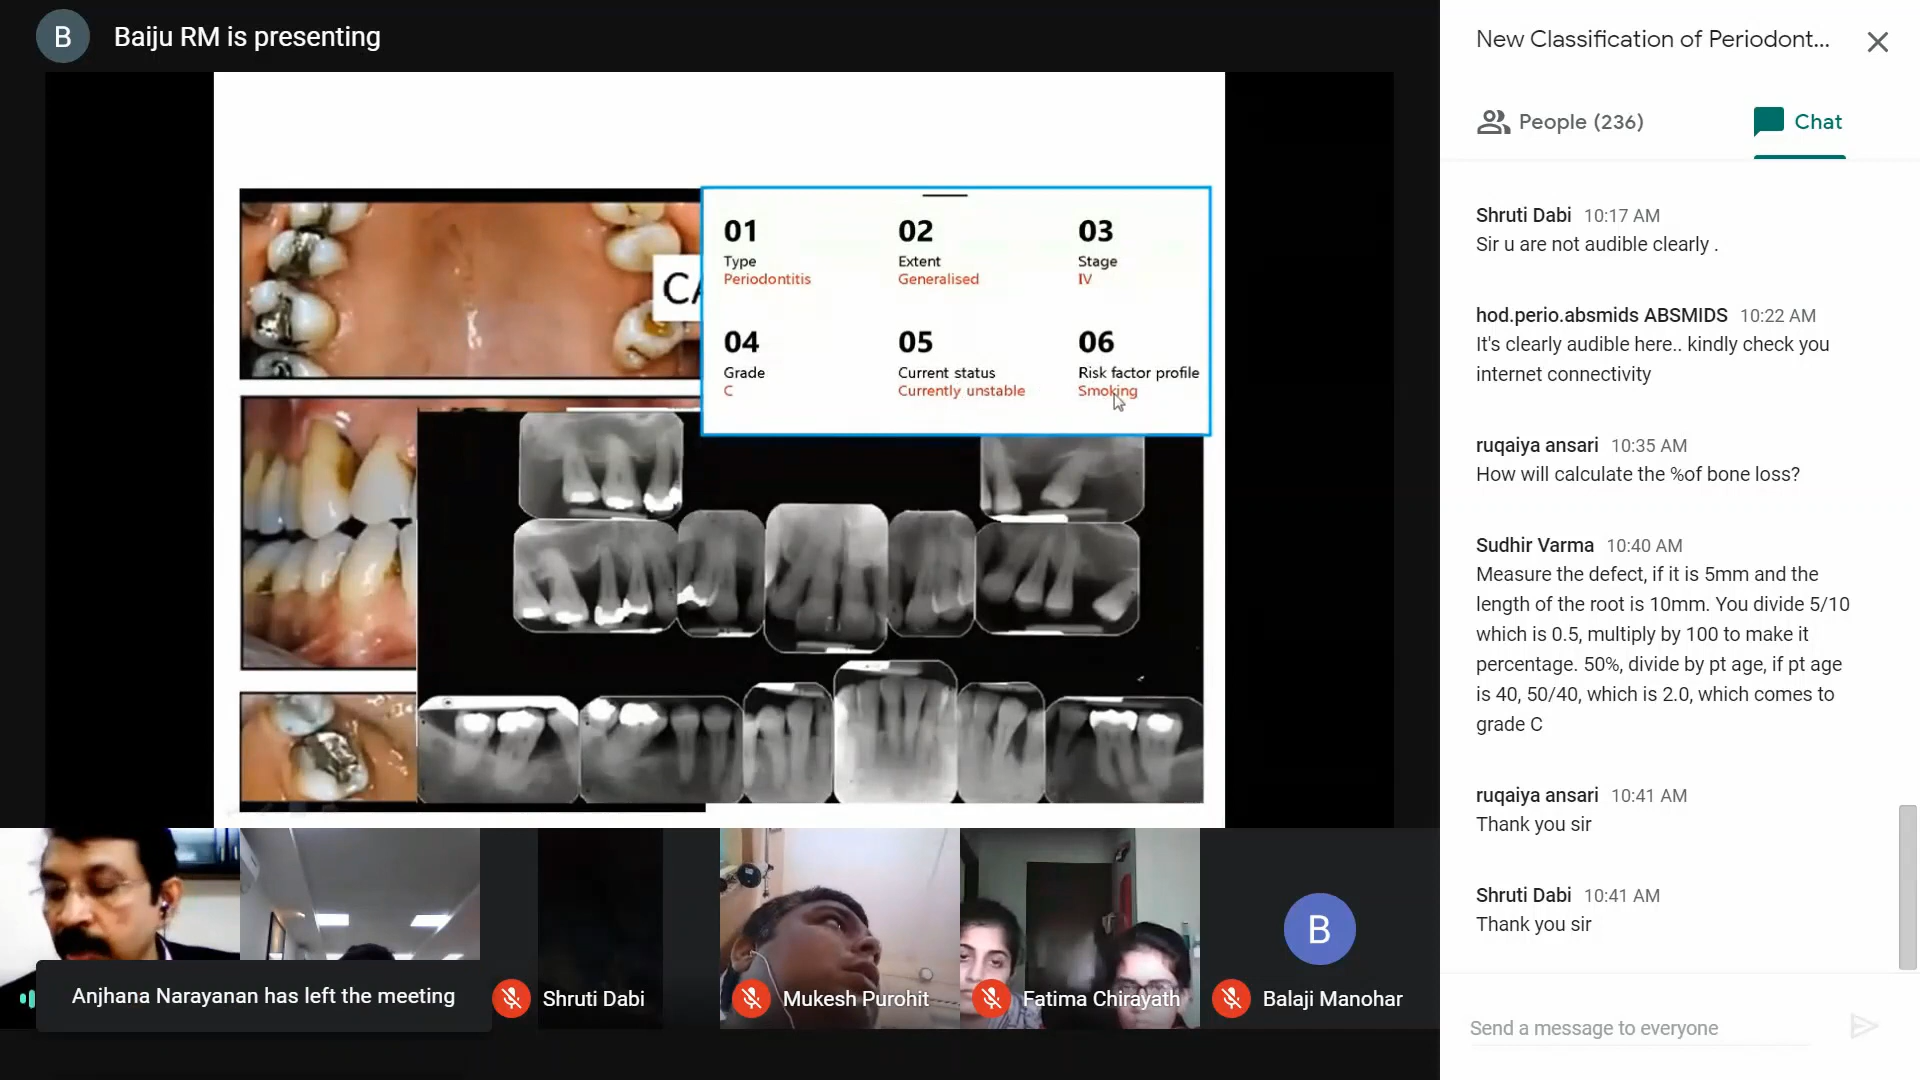 B
Baiju RM is presenting
CA
01
Type
Periodontitis
02
Extent
Generalised
03
Stage
IV
04
Grade
C
05
Current status
Currently unstable
06
Risk factor profile
Smoking
Anjhana Narayanan has left the meeting
Shruti Dabi
Mukesh Purohit
Fatima Chirayath
B
Balaji Manohar
New Classification of Periodont...
People (236)
Chat
Shruti Dabi 10:17 AM
Sir u are not audible clearly .
hod.perio.absmids ABSMIDS 10:22 AM
It's clearly audible here.. kindly check you
internet connectivity
ruqaiya ansari 10:35 AM
How will calculate the %of bone loss?
Sudhir Varma 10:40 AM
Measure the defect, if it is 5mm and the
length of the root is 10mm. You divide 5/10
which is 0.5, multiply by 100 to make it
percentage. 50%, divide by pt age, if pt age
is 40, 50/40, which is 2.0, which comes to
grade C
ruqaiya ansari 10:41 AM
Thank you sir
Shruti Dabi 10:41 AM
Thank you sir
Send a message to everyone